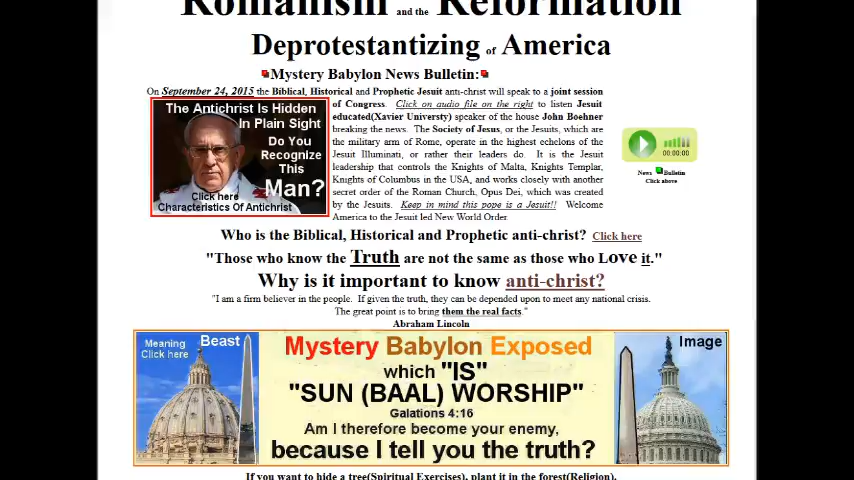 Romanism and the Reformation
Deprotestantizing of America
Mystery Babylon News Bulletin:
On September 24, 2015 the Biblical, Historical and Prophetic Jesuit anti-christ will speak to a joint session
of Congress. Click on audio file on the right to listen Jesuit
educated(Xavier Universty) speaker of the house John Boehner
breaking the news. The Society of Jesus, or the Jesuits, which are
the military arm of Rome, operate in the highest echelons of the
Jesuit Illuminati, or rather their leaders do. It is the Jesuit
leadership that controls the Knights of Malta, Knights Templar,
Knights of Columbus in the USA, and works closely with another
secret order of the Roman Church, Opus Dei, which was created
by the Jesuits. Keep in mind this pope is a Jesuit!! Welcome
America to the Jesuit led New World Order
The Antichrist Is Hidden
In Plain Sight
Do You
Recognize
This
Man?
Click here
Characteristics Of Antichrist
00:00:00
News Bulletin
Click above
Who is the Biblical, Historical and Prophetic anti-christ? Click here
"Those who know the Truth are not the same as those who Love it."
Why is it important to know anti-christ?
"I am a firm believer in the people. If given the truth, they can be depended upon to meet any national crisis.
The great point is to bring them the real facts."
Abraham Lincoln
Meaning
Click here
Beast
Mystery Babylon Exposed
which "IS"
"SUN (BAAL) WORSHIP"
Galations 4:16
Am I therefore become your enemy,
because I tell you the truth?
Image
If you want to hide a tree(Spiritual Exercises), plant it in the forest(Religion).